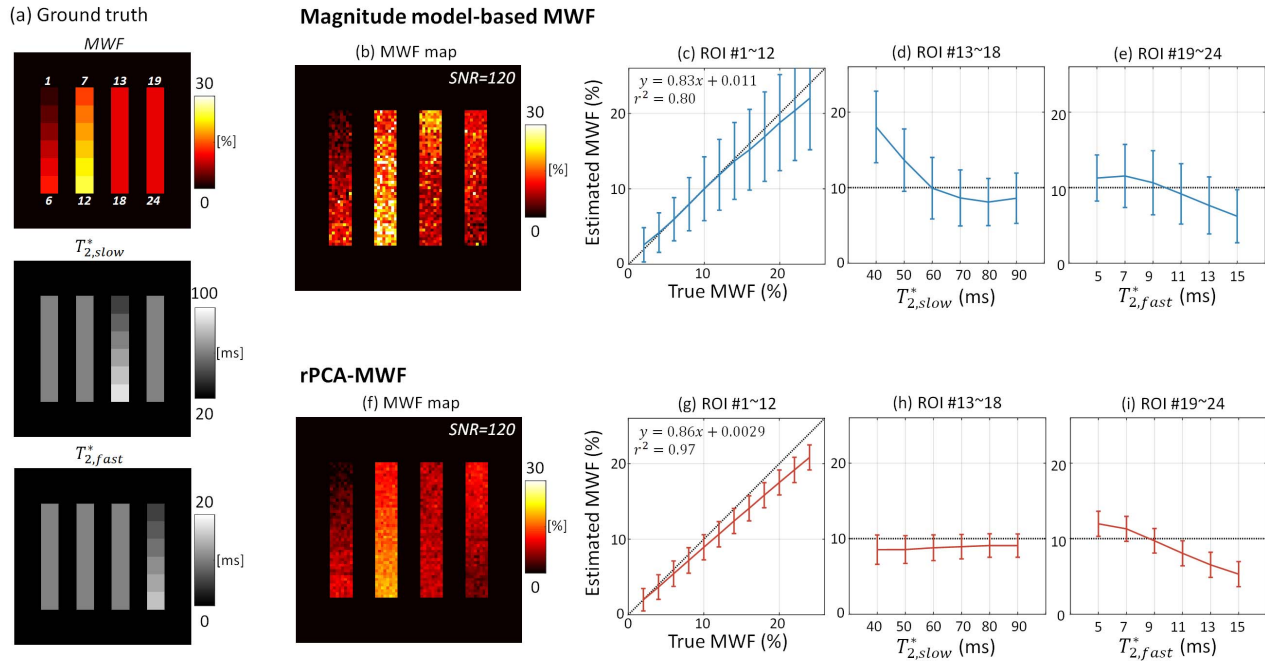 (a) Ground truth
MWF
1 7 13 19
6 12 18 24
30
[%]
0
T*2,slow
100
[ms]
20
T*2,fast
20
[ms]
0
Magnitude model-based MWF
(b) MWF map
SNR=120
30
[%]
0
(c) ROI #1~12
y = 0.83x + 0.011
r² = 0.80
Estimated MWF (%)
20
10
0
0 10 20
True MWF (%)
(d) ROI #13~18
20
10
0
40 50 60 70 80 90
T*2,slow (ms)
(e) ROI #19~24
20
10
0
5 7 9 11 13 15
T*2,fast (ms)
rPCA-MWF
(f) MWF map
SNR=120
30
[%]
0
(g) ROI #1~12
y = 0.86x + 0.0029
r² = 0.97
Estimated MWF (%)
20
10
0
0 10 20
True MWF (%)
(h) ROI #13~18
20
10
0
40 50 60 70 80 90
T*2,slow (ms)
(i) ROI #19~24
20
10
0
5 7 9 11 13 15
T*2,fast (ms)